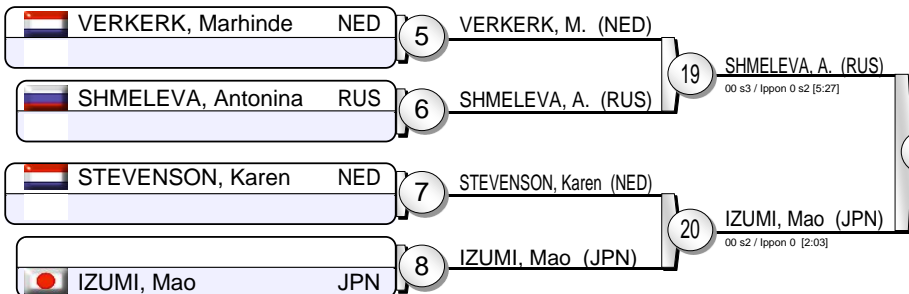 VERKERK, Marhinde NED
5
VERKERK, M. (NED)
SHMELEVA, Antonina RUS
6
SHMELEVA, A. (RUS)
19
SHMELEVA, A. (RUS)
00 s3 / Ippon 0 s2 [5:27]
STEVENSON, Karen NED
7
STEVENSON, Karen (NED)
IZUMI, Mao JPN
8
IZUMI, Mao (JPN)
20
IZUMI, Mao (JPN)
00 s2 / Ippon 0 [2:03]